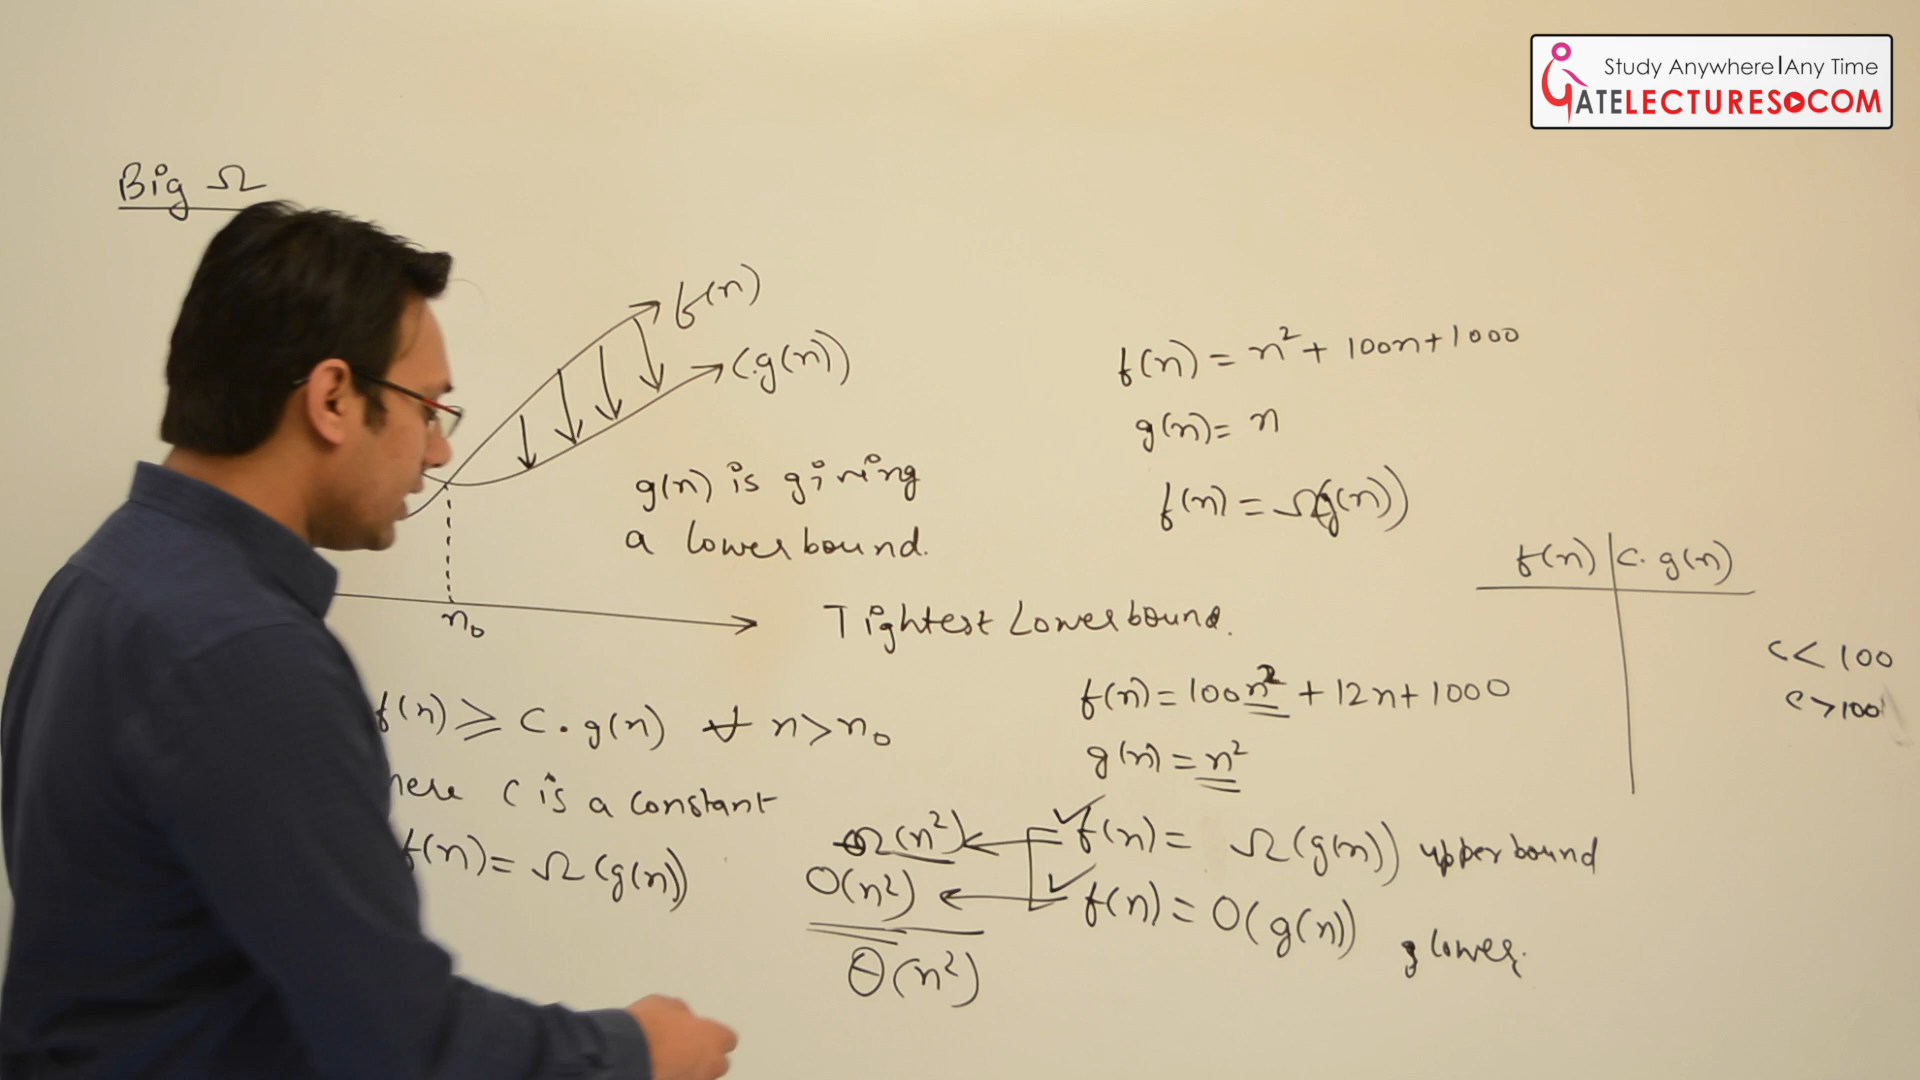 Study Anywhere|Any Time
GATELECTURES.COM
Big Ω
f(n)
C.g(n))
g(n) is giving
a lower bound.
n₀
Tightest Lower bound.
f(n) ≥ C . g(n) ∀ n>n₀
here C is a constant
f(n) = Ω (g(n))
f(n) = n² + 100n+1000
g(n) = n
f(n) = Ω(g(n))
f(n) | C. g(n)
C< 100
C>100
f(n) = 100n² + 12n+1000
g(n) = n²
Ω(n²) ← f(n) = Ω(g(n)) upper bound
O(n²) ← f(n) = O(g(n)) lower.
Θ(n²)